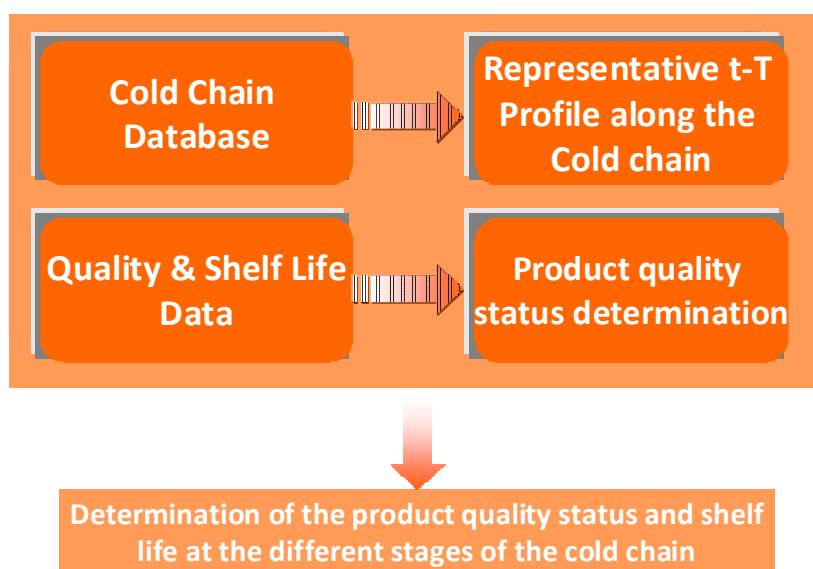 Cold Chain
Database
Representative t-T
Profile along the
Cold chain
Quality & Shelf Life
Data
Product quality
status determination
Determination of the product quality status and shelf
life at the different stages of the cold chain